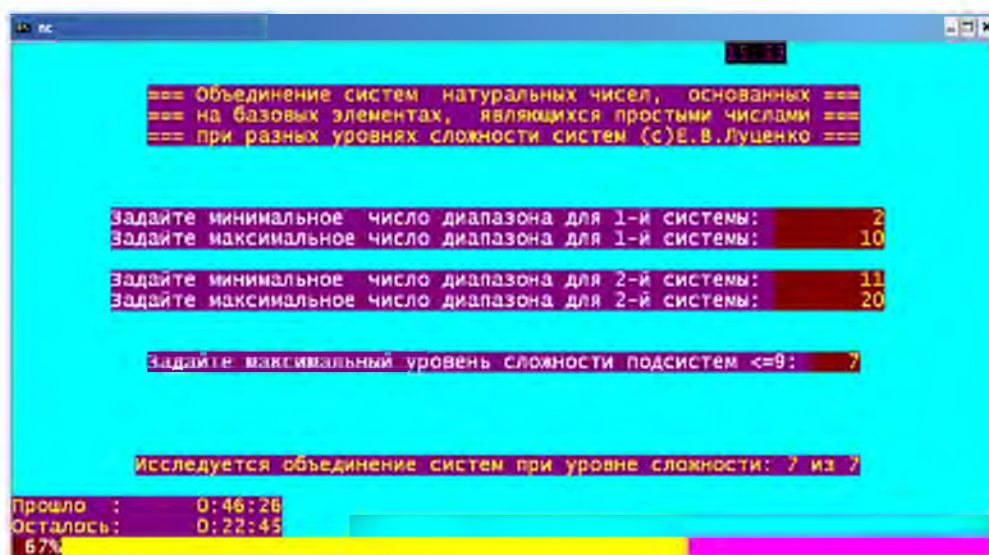 nc
=== Объединение систем натуральных чисел, основанных ===
=== на базовых элементах, являющихся простыми числами ===
=== при разных уровнях сложности систем (c)Е.В.Луценко ===
Задайте минимальное число диапазона для 1-й системы: 2
Задайте максимальное число диапазона для 1-й системы: 10
Задайте минимальное число диапазона для 2-й системы: 11
Задайте максимальное число диапазона для 2-й системы: 20
Задайте максимальный уровень сложности подсистем <=9: 7
Исследуется объединение систем при уровне сложности: 7 из 7
Прошло : 0:46:26
Осталось: 0:22:45
67%